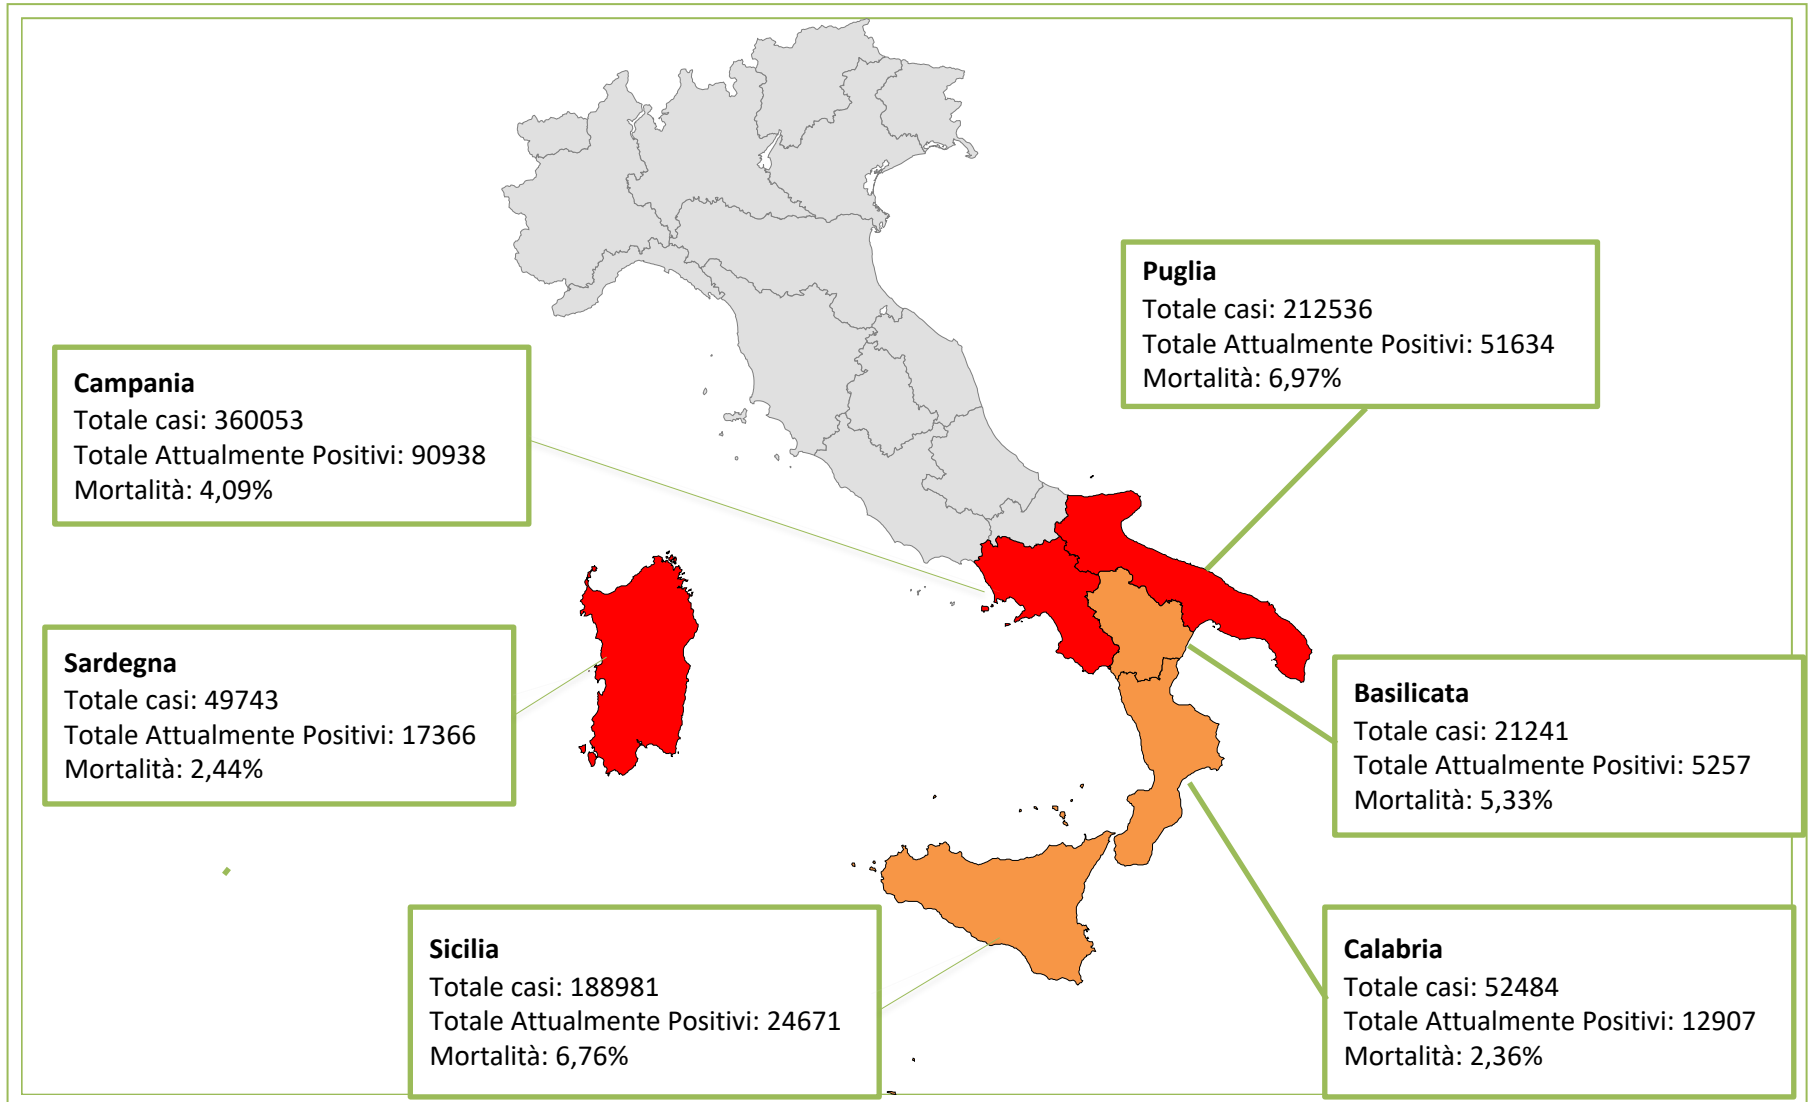 Puglia
Totale casi: 212536
Totale Attualmente Positivi: 51634
Mortalità: 6,97%
Campania
Totale casi: 360053
Totale Attualmente Positivi: 90938
Mortalità: 4,09%
Sardegna
Totale casi: 49743
Totale Attualmente Positivi: 17366
Mortalità: 2,44%
Basilicata
Totale casi: 21241
Totale Attualmente Positivi: 5257
Mortalità: 5,33%
Sicilia
Totale casi: 188981
Totale Attualmente Positivi: 24671
Mortalità: 6,76%
Calabria
Totale casi: 52484
Totale Attualmente Positivi: 12907
Mortalità: 2,36%